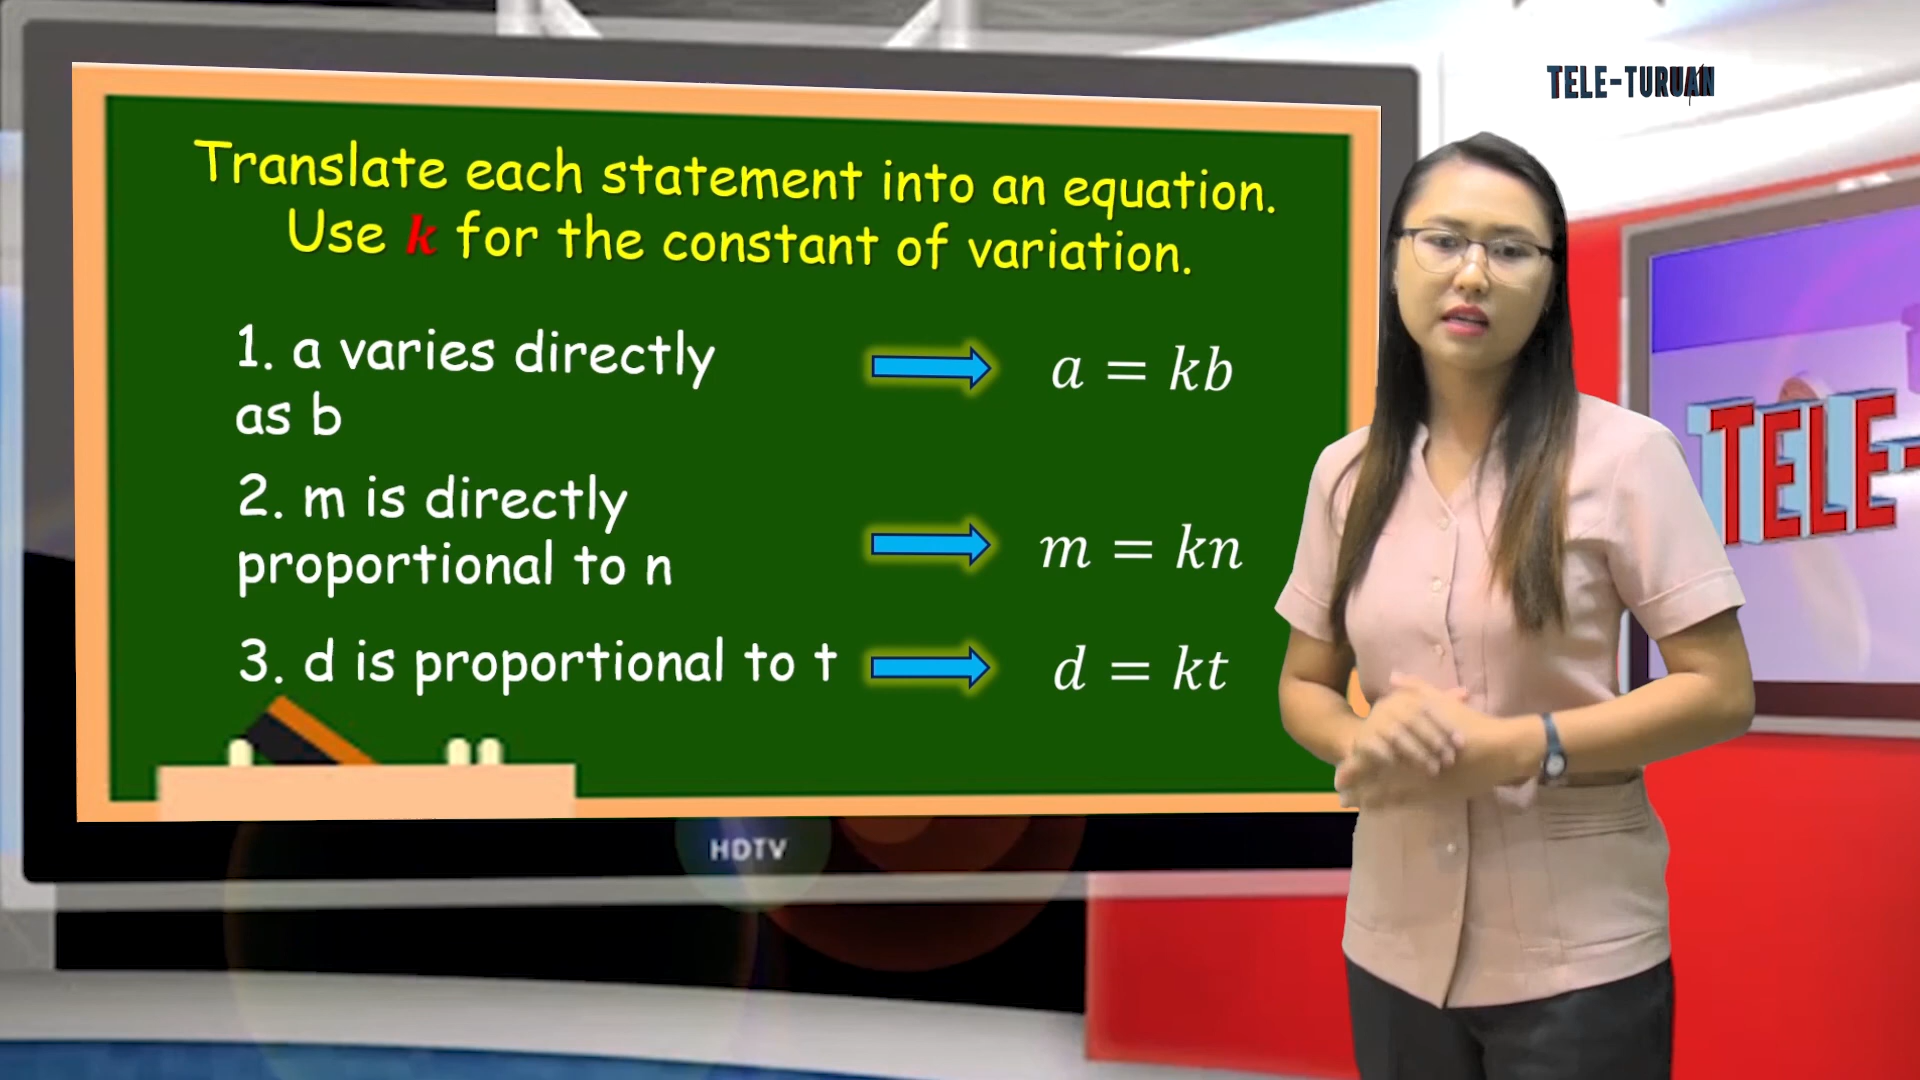 TELE-TURUAN
Translate each statement into an equation.
Use k for the constant of variation.
1. a varies directly
as b
a = kb
2. m is directly
proportional to n
m = kn
3. d is proportional to t
d = kt
TELE-
HDTV